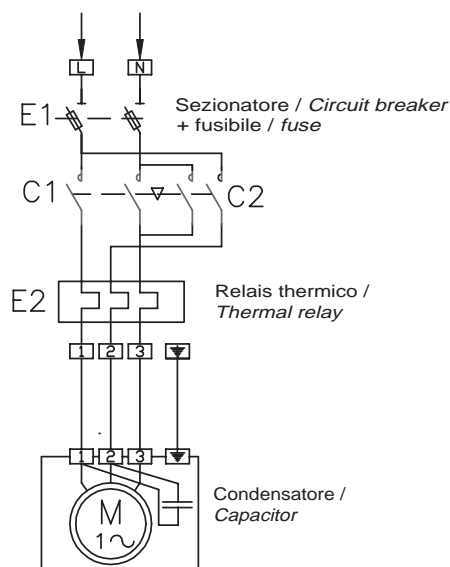 L N
E1 Sezionatore / Circuit breaker
+ fusibile / fuse
C1 C2
E2 Relais thermico /
Thermal relay
1 2 3
1 2 3
Condensatore /
Capacitor
M
1~